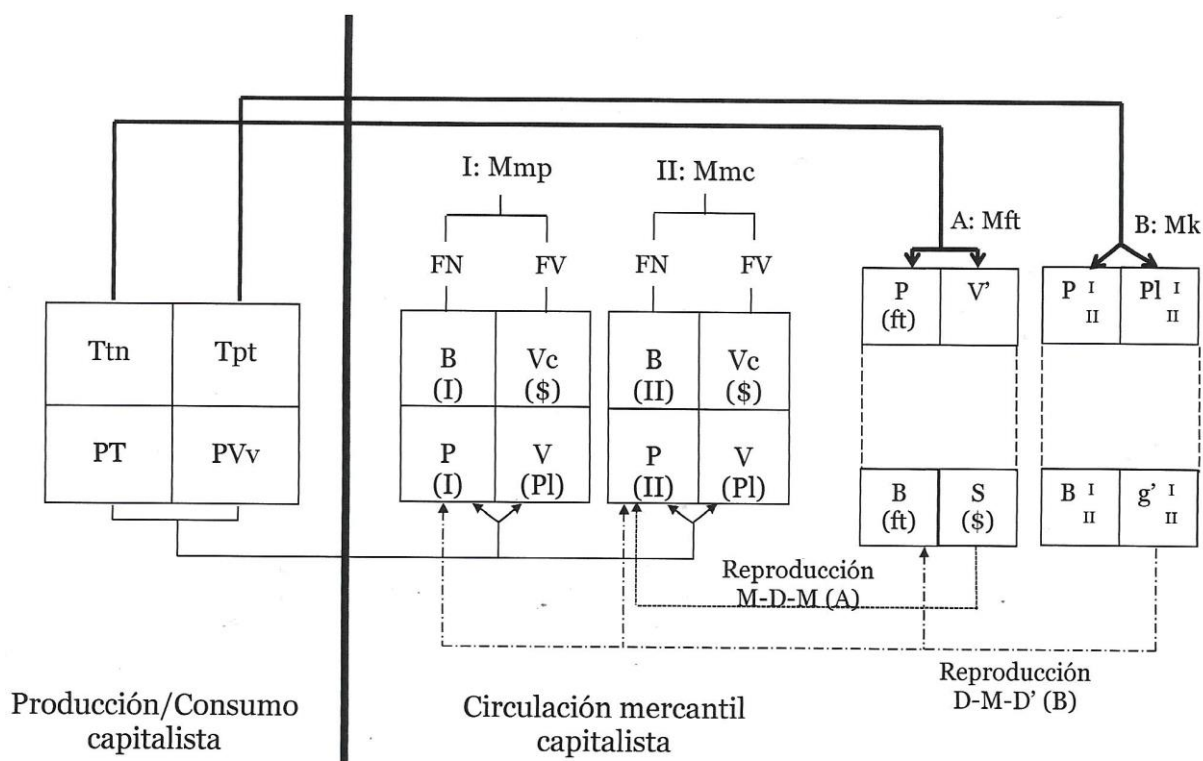 I: Mmp
II: Mmc
A: Mft
B: Mk
FN
FV
FN
FV
Ttn
Tpt
PT
PVv
B
(I)
Vc
($)
P
(I)
V
(Pl)
B
(II)
Vc
($)
P
(II)
V
(Pl)
P
(ft)
V’
B
(ft)
S
($)
P I
II
Pl I
II
B I
II
g’ I
II
Reproducción
M-D-M (A)
Reproducción
D-M-D’ (B)
Producción/Consumo
capitalista
Circulación mercantil
capitalista